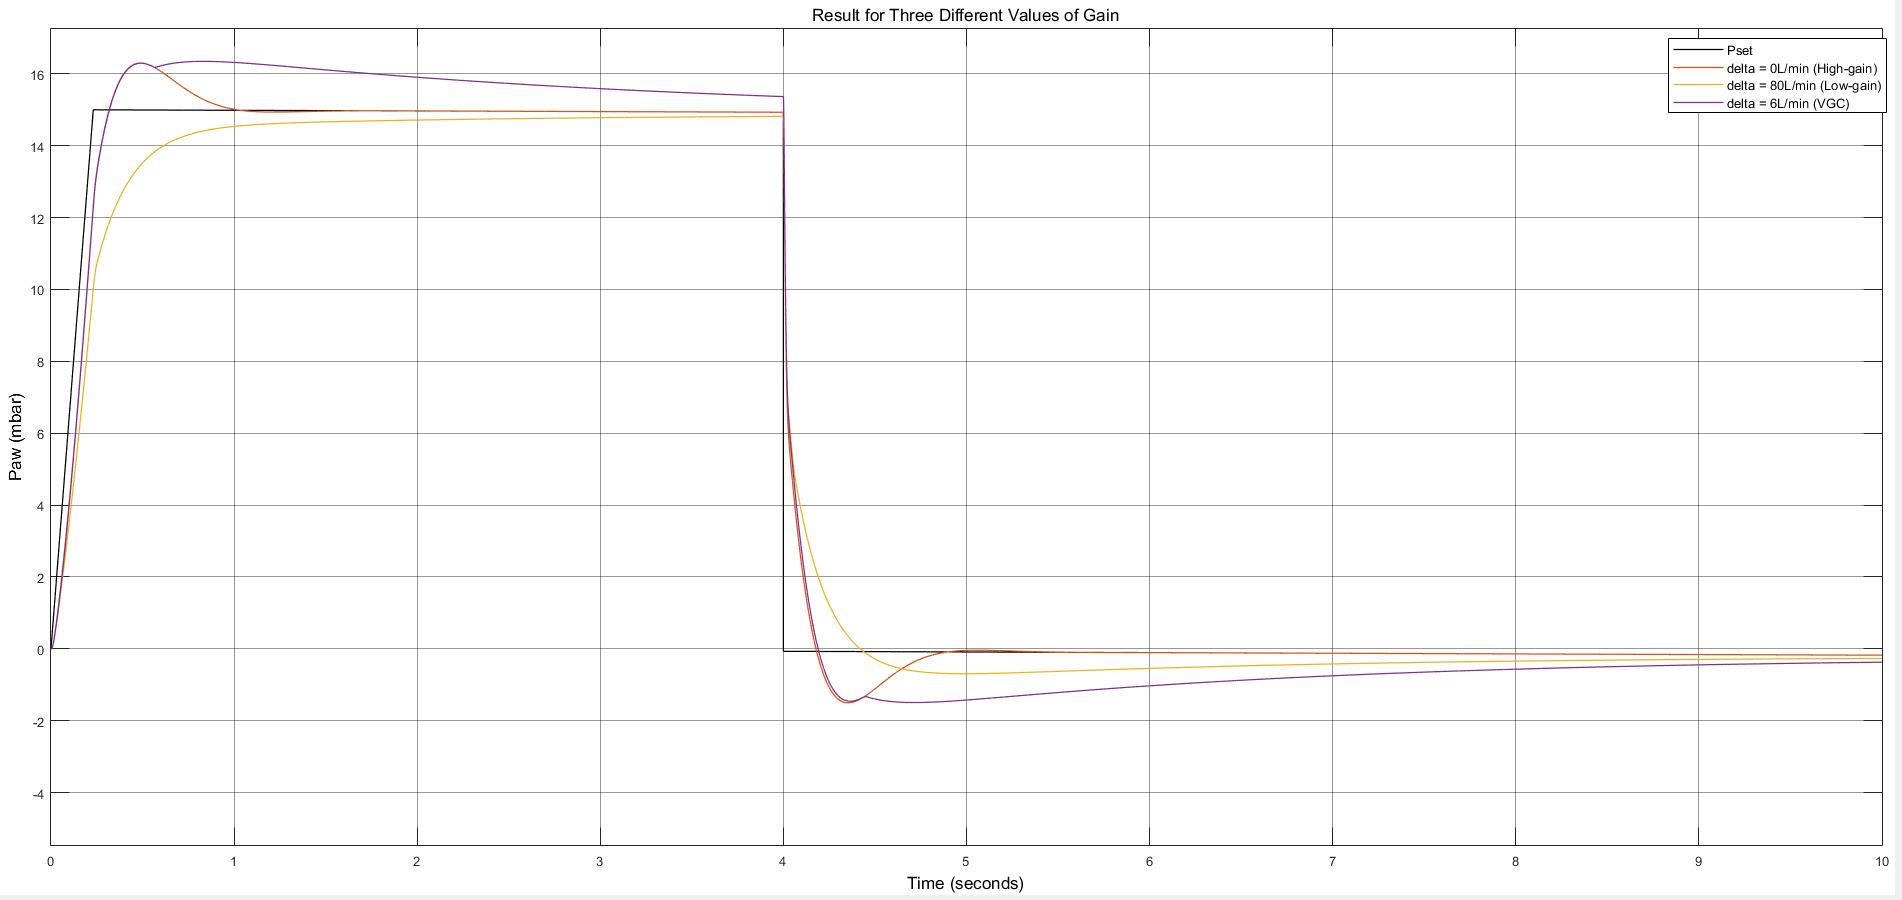 Result for Three Different Values of Gain
Pset
delta = 0L/min (High-gain)
delta = 80L/min (Low-gain)
delta = 6L/min (VGC)
16
14
12
10
8
6
4
2
0
-2
-4
Paw (mbar)
0 1 2 3 4 5 6 7 8 9 10
Time (seconds)